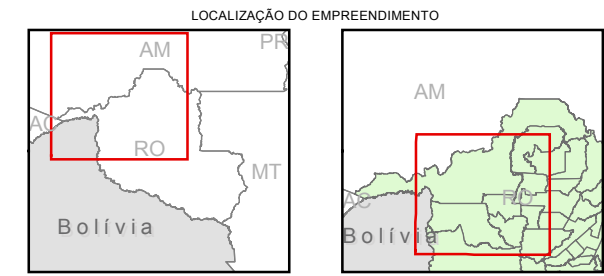 LOCALIZAÇÃO DO EMPREENDIMENTO
AM
PR
AC
RO
MT
Bolívia
AM
AC
RO
Bolívia